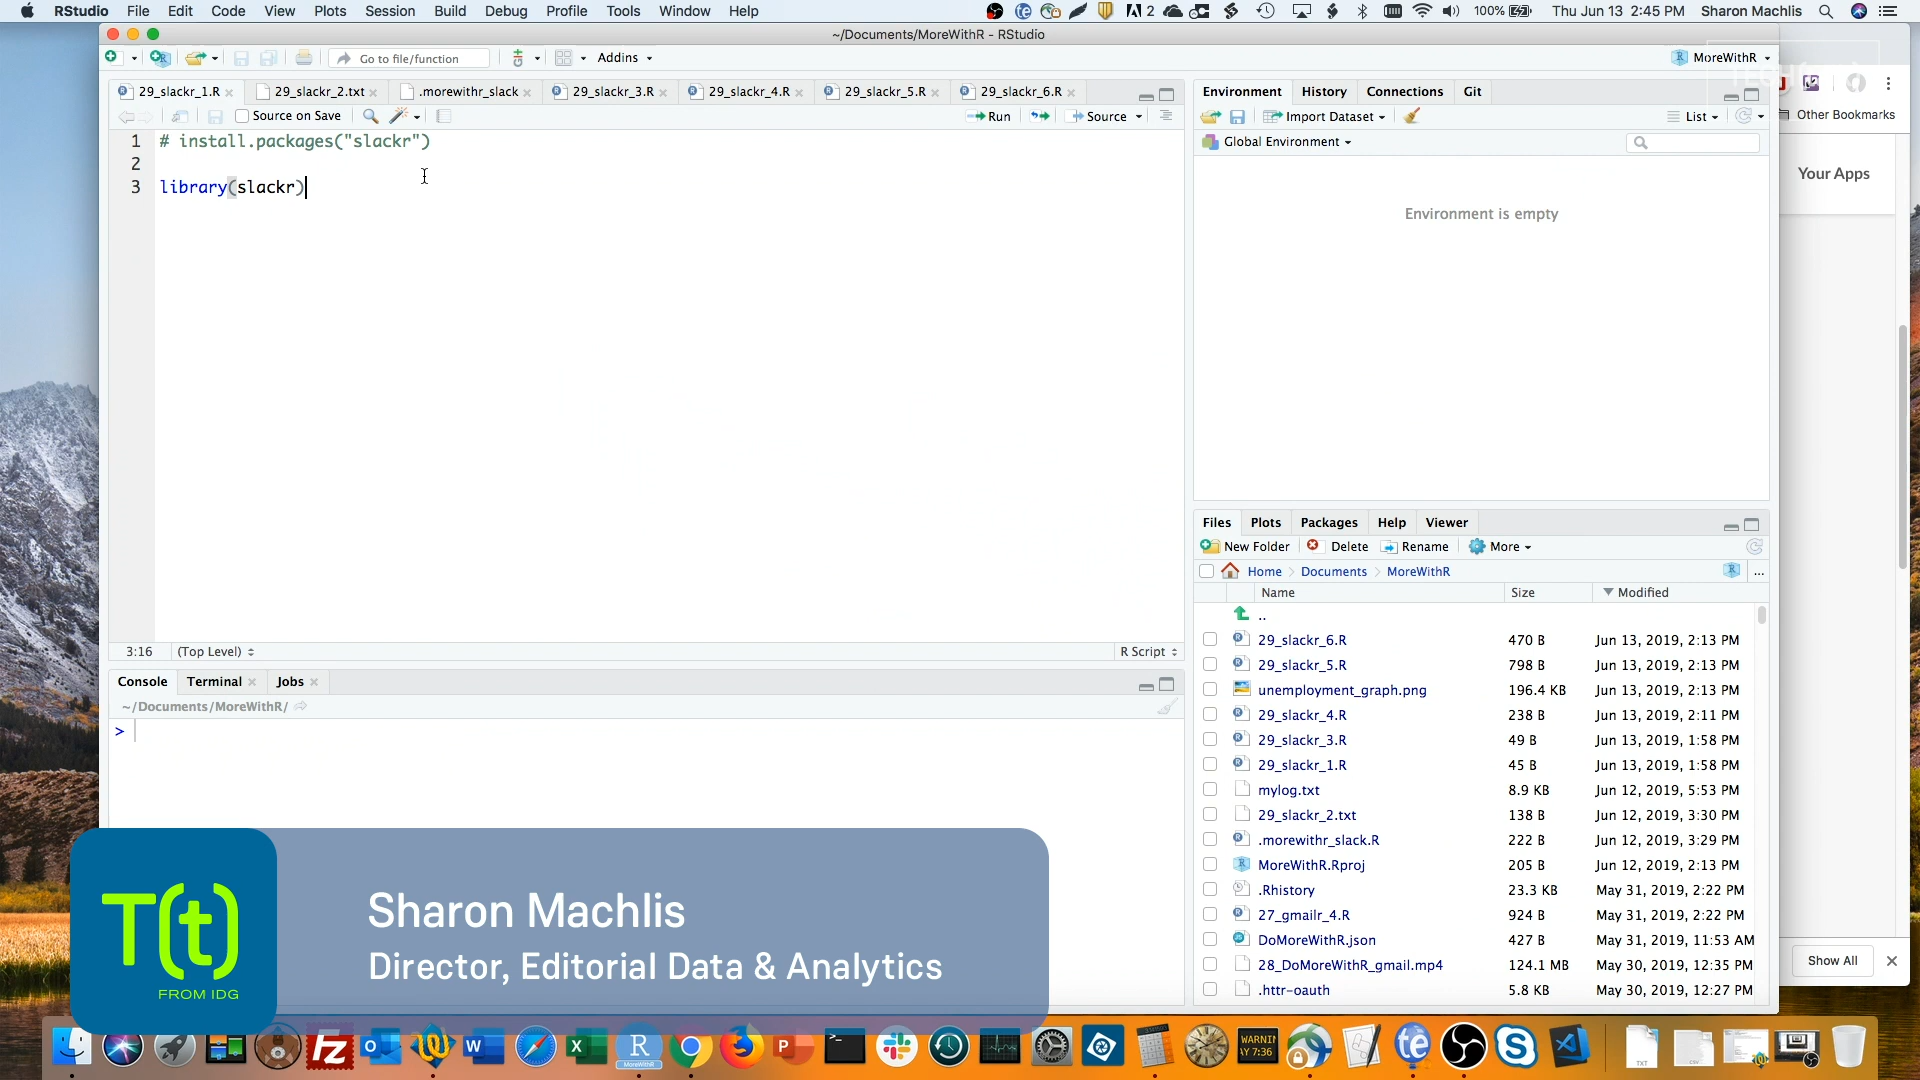 RStudio File Edit Code View Plots Session Build Debug Profile Tools Window Help
2 100% Thu Jun 13 2:45 PM Sharon Machlis
~/Documents/MoreWithR - RStudio
Go to file/function Addins MoreWithR
29_slackr_1.R 29_slackr_2.txt .morewithr_slack 29_slackr_3.R 29_slackr_4.R 29_slackr_5.R 29_slackr_6.R
Source on Save Run Source
1 # install.packages("slackr")
2
3 library(slackr)
3:16 (Top Level) R Script
Console Terminal Jobs
~/Documents/MoreWithR/
>
Environment History Connections Git
Import Dataset List
Global Environment
Environment is empty
Files Plots Packages Help Viewer
New Folder Delete Rename More
Home Documents MoreWithR ...
Name Size Modified
..
29_slackr_6.R 470 B Jun 13, 2019, 2:13 PM
29_slackr_5.R 798 B Jun 13, 2019, 2:13 PM
unemployment_graph.png 196.4 KB Jun 13, 2019, 2:13 PM
29_slackr_4.R 238 B Jun 13, 2019, 2:11 PM
29_slackr_3.R 49 B Jun 13, 2019, 1:58 PM
29_slackr_1.R 45 B Jun 13, 2019, 1:58 PM
mylog.txt 8.9 KB Jun 12, 2019, 5:53 PM
29_slackr_2.txt 138 B Jun 12, 2019, 3:30 PM
.morewithr_slack.R 222 B Jun 12, 2019, 3:29 PM
MoreWithR.Rproj 205 B Jun 12, 2019, 2:13 PM
.Rhistory 23.3 KB May 31, 2019, 2:22 PM
27_gmailr_4.R 924 B May 31, 2019, 2:22 PM
DoMoreWithR.json 427 B May 31, 2019, 11:53 AM
28_DoMoreWithR_gmail.mp4 124.1 MB May 30, 2019, 12:35 PM
.httr-oauth 5.8 KB May 30, 2019, 12:27 PM
Other Bookmarks
Your Apps
Show All
T(t)
FROM IDG
Sharon Machlis
Director, Editorial Data & Analytics